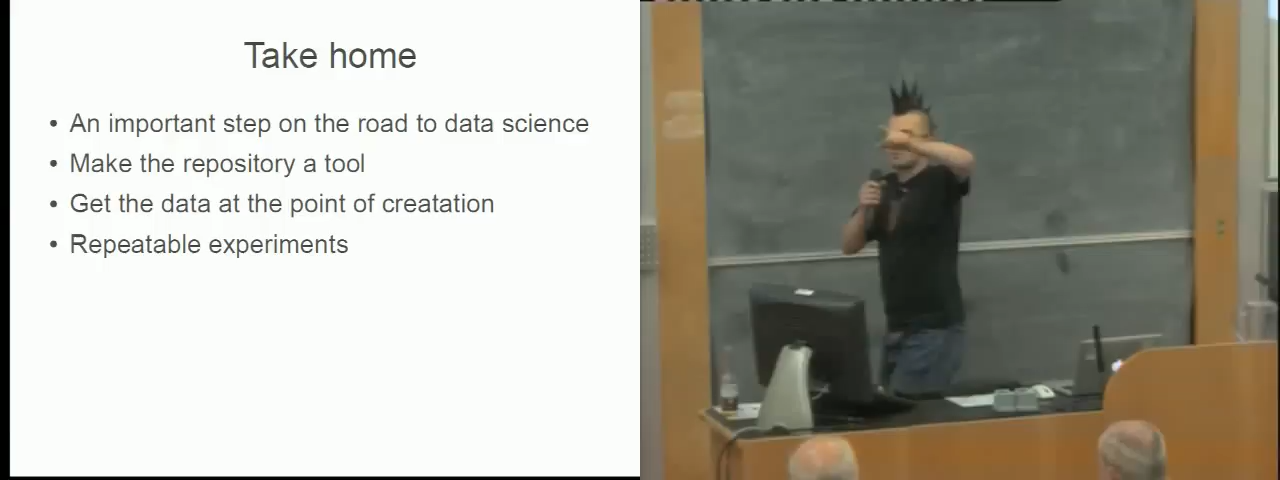 Take home
• An important step on the road to data science
• Make the repository a tool
• Get the data at the point of creatation
• Repeatable experiments